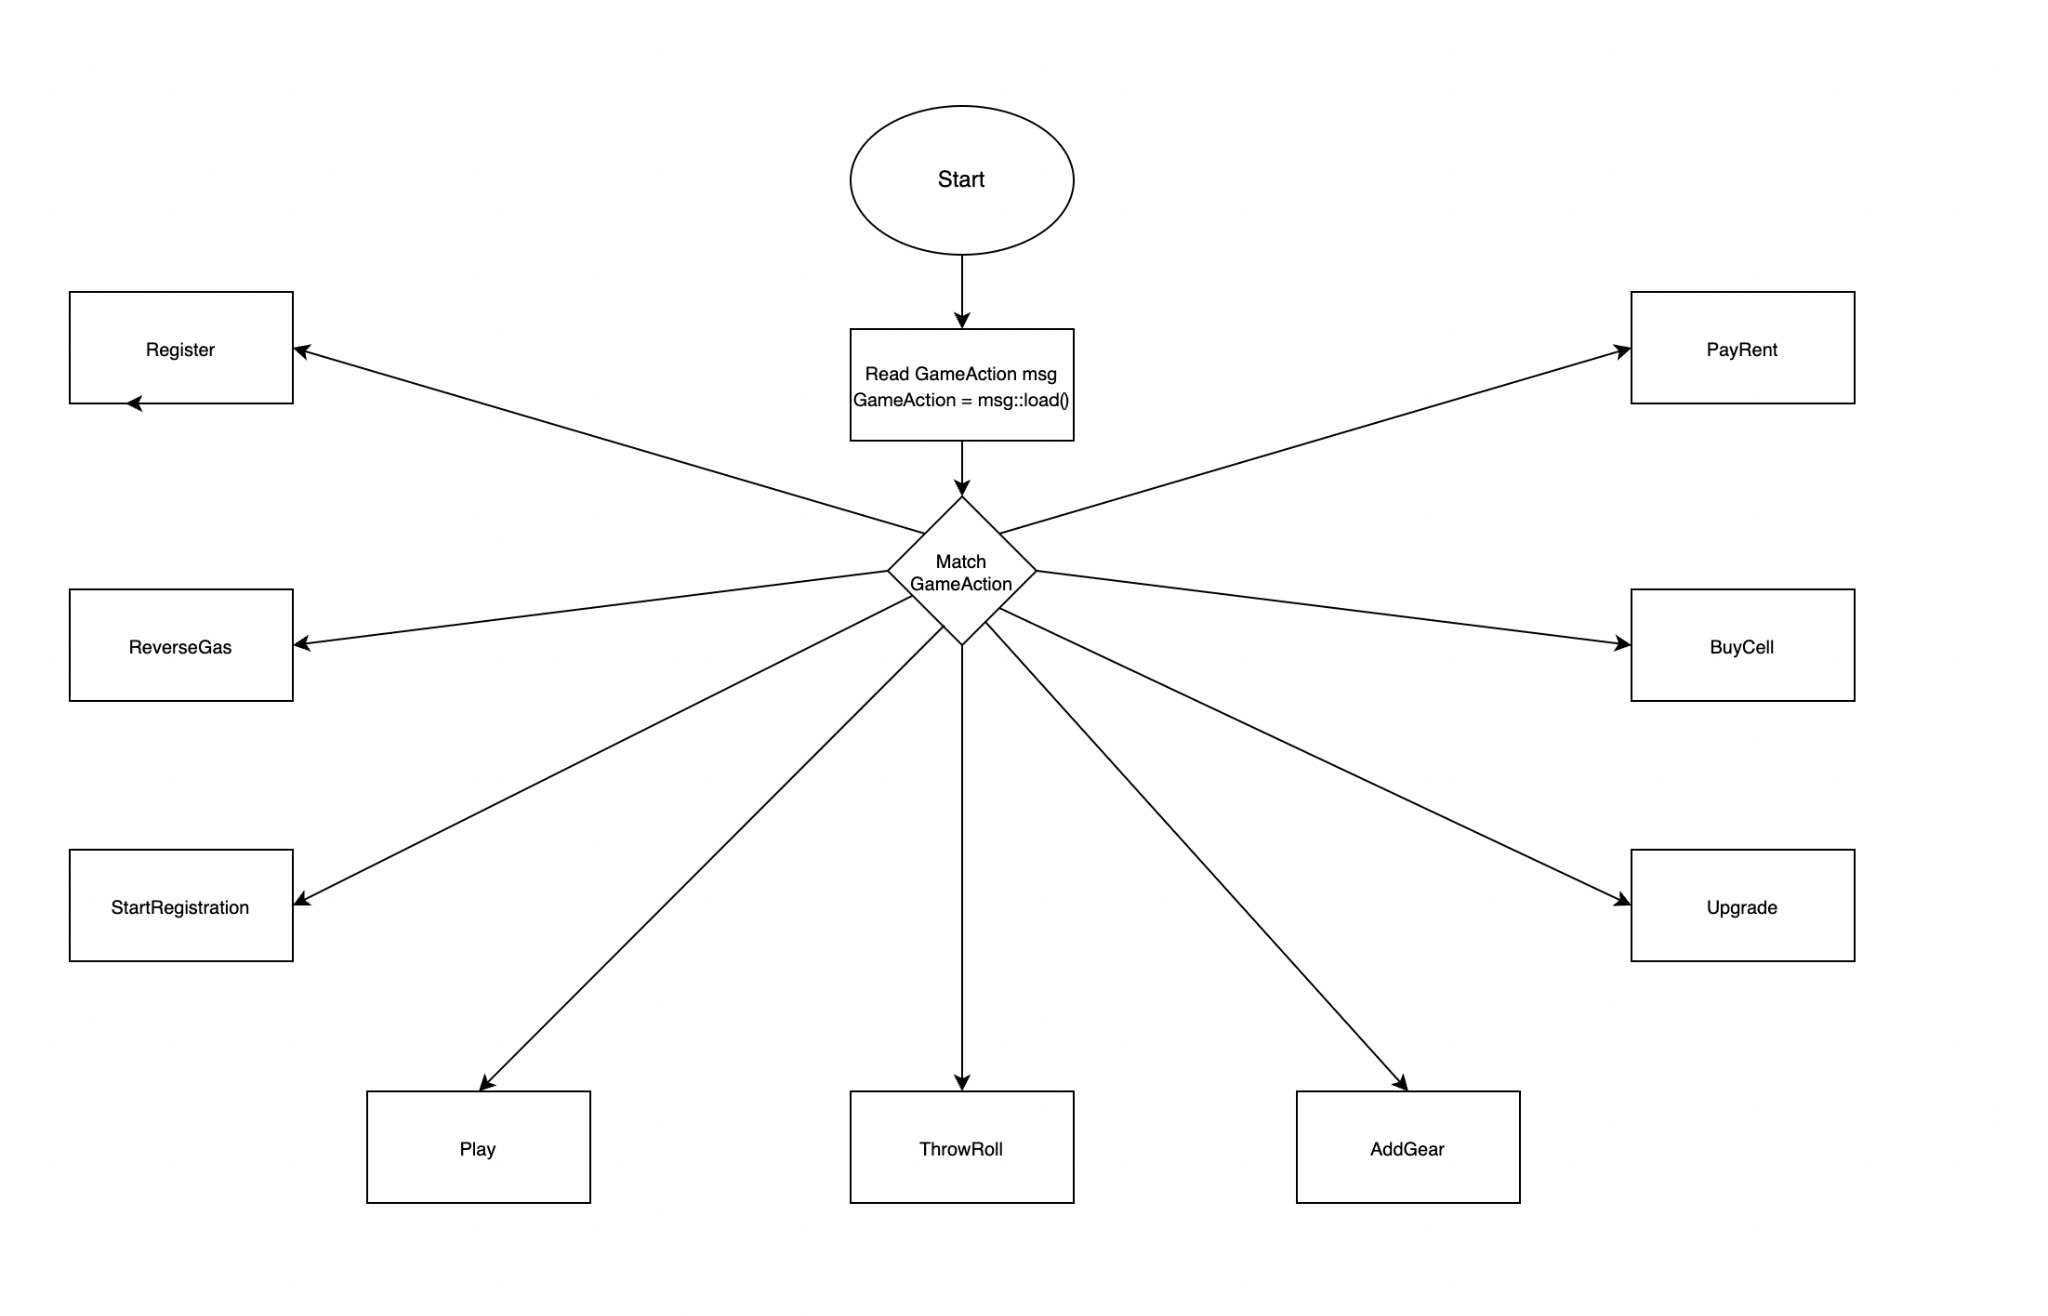 Start
Register
Read GameAction msg
GameAction = msg::load()
PayRent
Match
GameAction
ReverseGas
BuyCell
StartRegistration
Upgrade
Play
ThrowRoll
AddGear